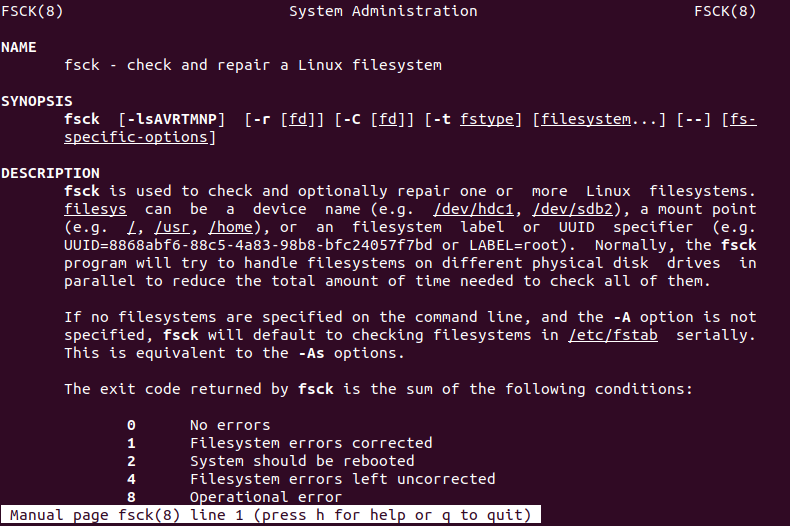 FSCK(8)                         System Administration                        FSCK(8)
NAME
       fsck - check and repair a Linux filesystem
SYNOPSIS
       fsck  [-lsAVRTMNP]  [-r [fd]] [-C [fd]] [-t fstype] [filesystem...] [--] [fs-
       specific-options]
DESCRIPTION
       fsck is used to check and optionally repair one or  more  Linux  filesystems.
       filesys  can  be  a  device  name (e.g.  /dev/hdc1, /dev/sdb2), a mount point
       (e.g.  /, /usr, /home), or  an  filesystem  label  or  UUID  specifier  (e.g.
       UUID=8868abf6-88c5-4a83-98b8-bfc24057f7bd or LABEL=root).  Normally, the fsck
       program will try to handle filesystems on different physical disk  drives  in
       parallel to reduce the total amount of time needed to check all of them.
       If no filesystems are specified on the command line, and the -A option is not
       specified, fsck will default to checking filesystems in /etc/fstab  serially.
       This is equivalent to the -As options.
       The exit code returned by fsck is the sum of the following conditions:
              0      No errors
              1      Filesystem errors corrected
              2      System should be rebooted
              4      Filesystem errors left uncorrected
              8      Operational error
 Manual page fsck(8) line 1 (press h for help or q to quit)